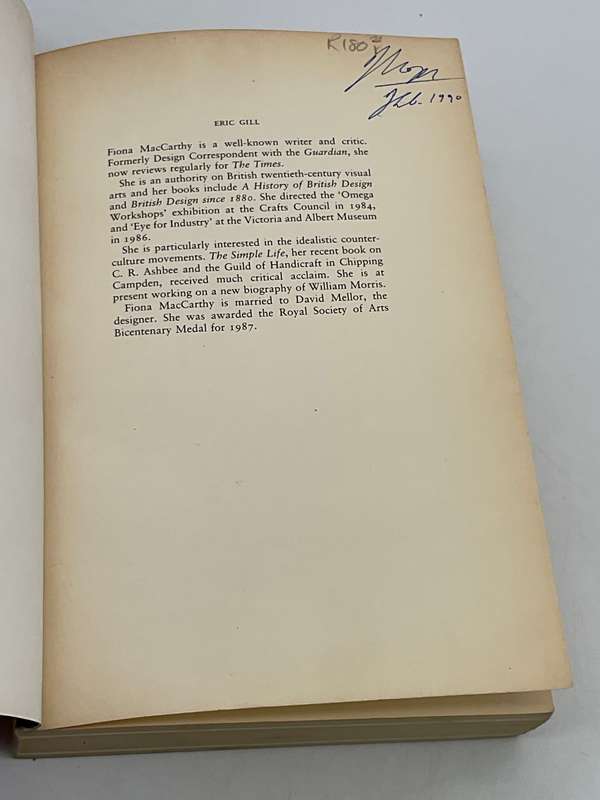 R180
Feb. 1990
ERIC GILL
Fiona MacCarthy is a well-known writer and critic.
Formerly Design Correspondent with the Guardian, she
now reviews regularly for The Times.
She is an authority on British twentieth-century visual
arts and her books include A History of British Design
and British Design since 1880. She directed the ‘Omega
Workshops’ exhibition at the Crafts Council in 1984,
and ‘Eye for Industry’ at the Victoria and Albert Museum
in 1986.
She is particularly interested in the idealistic counter-
culture movements. The Simple Life, her recent book on
C. R. Ashbee and the Guild of Handicraft in Chipping
Campden, received much critical acclaim. She is at
present working on a new biography of William Morris.
Fiona MacCarthy is married to David Mellor, the
designer. She was awarded the Royal Society of Arts
Bicentenary Medal for 1987.